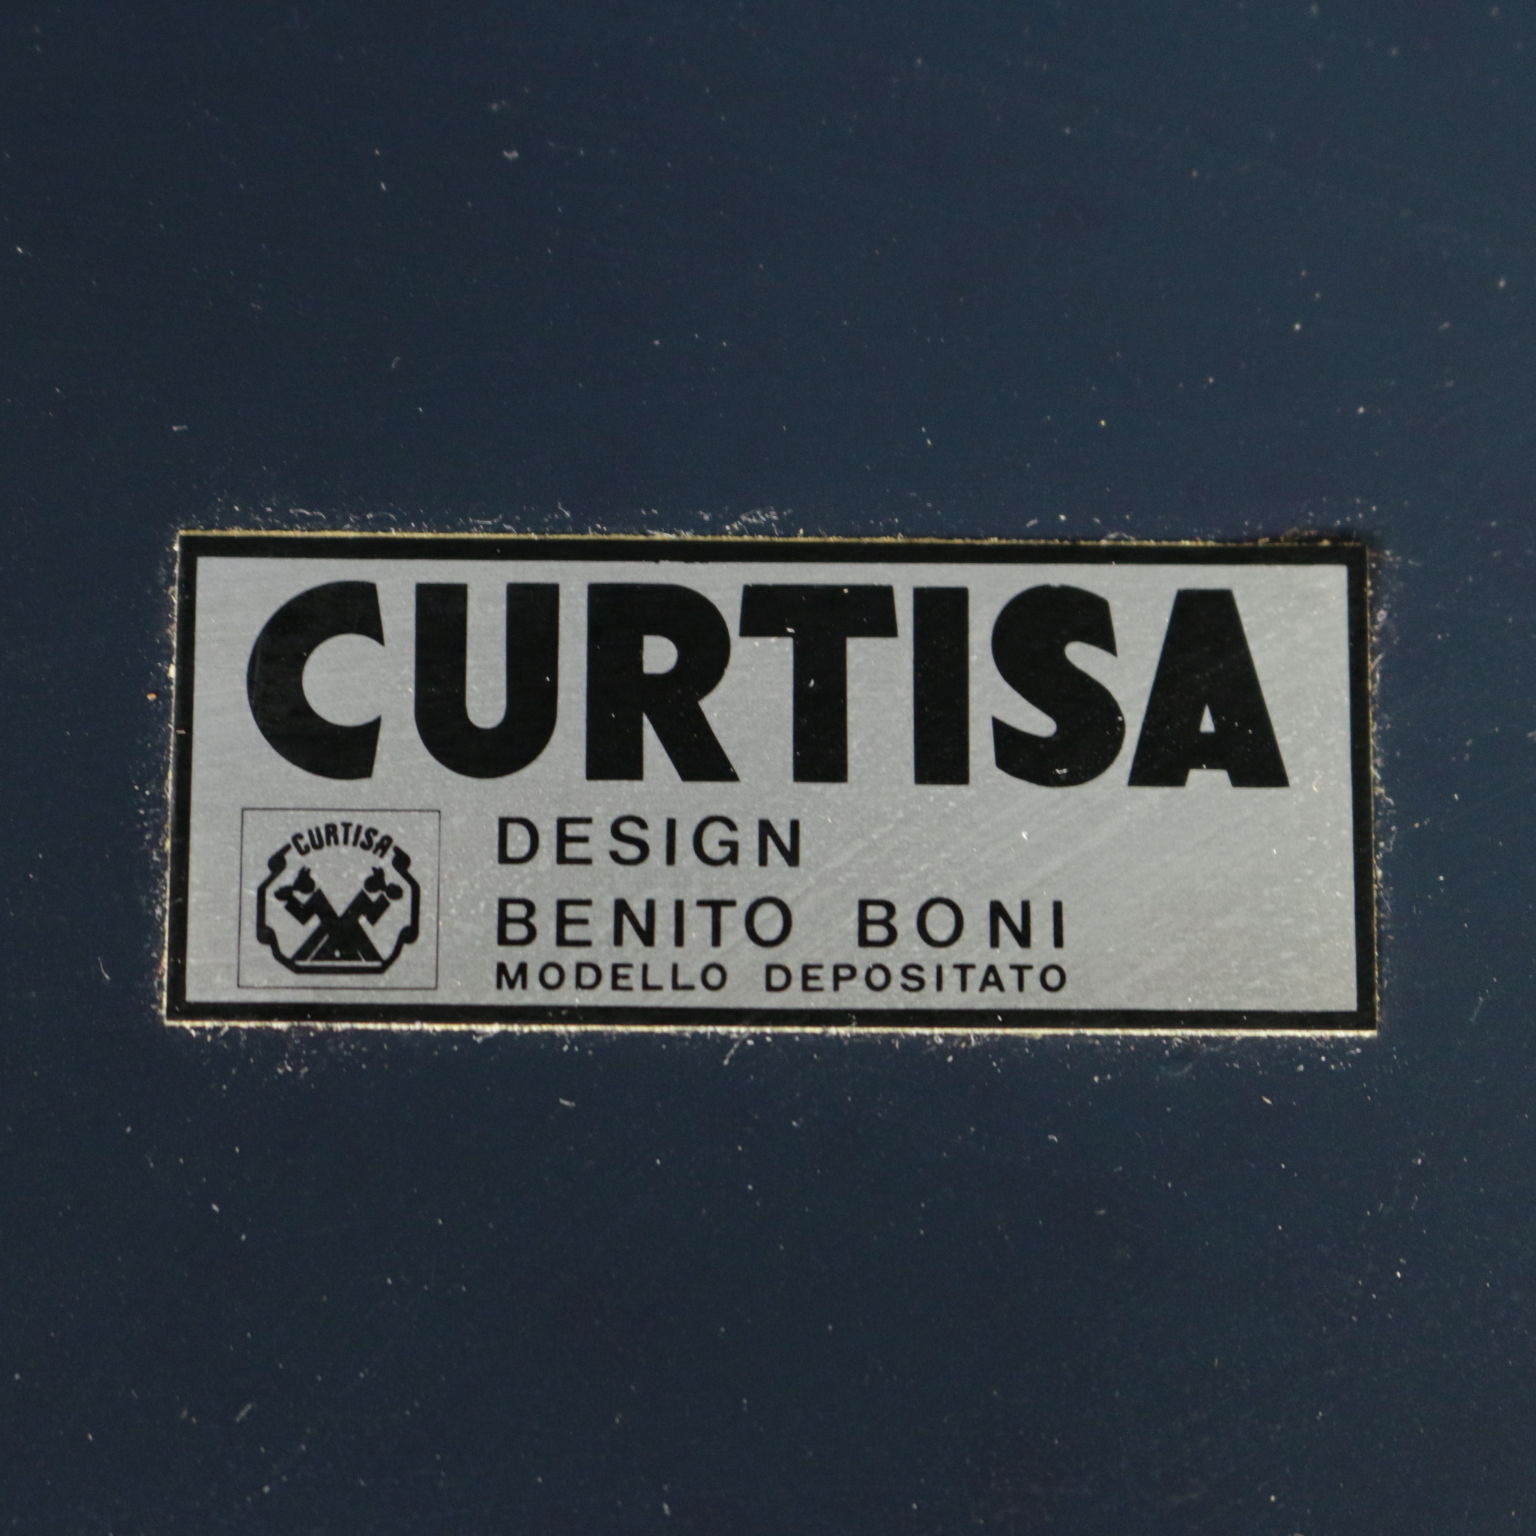 CURTISA
CURTISA
DESIGN
BENITO BONI
MODELLO DEPOSITATO